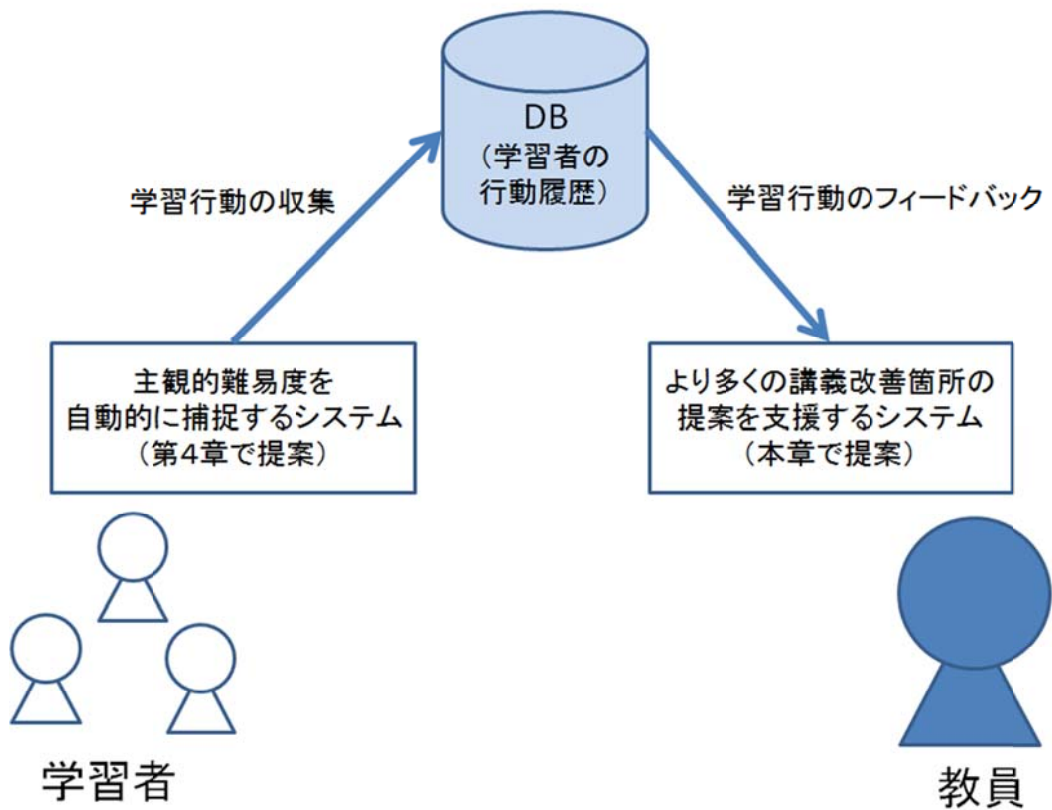 DB
（学習者の
行動履歴）
学習行動の収集
学習行動のフィードバック
主観的難易度を
自動的に捕捉するシステム
（第4章で提案）
より多くの講義改善箇所の
提案を支援するシステム
（本章で提案）
学習者
教員